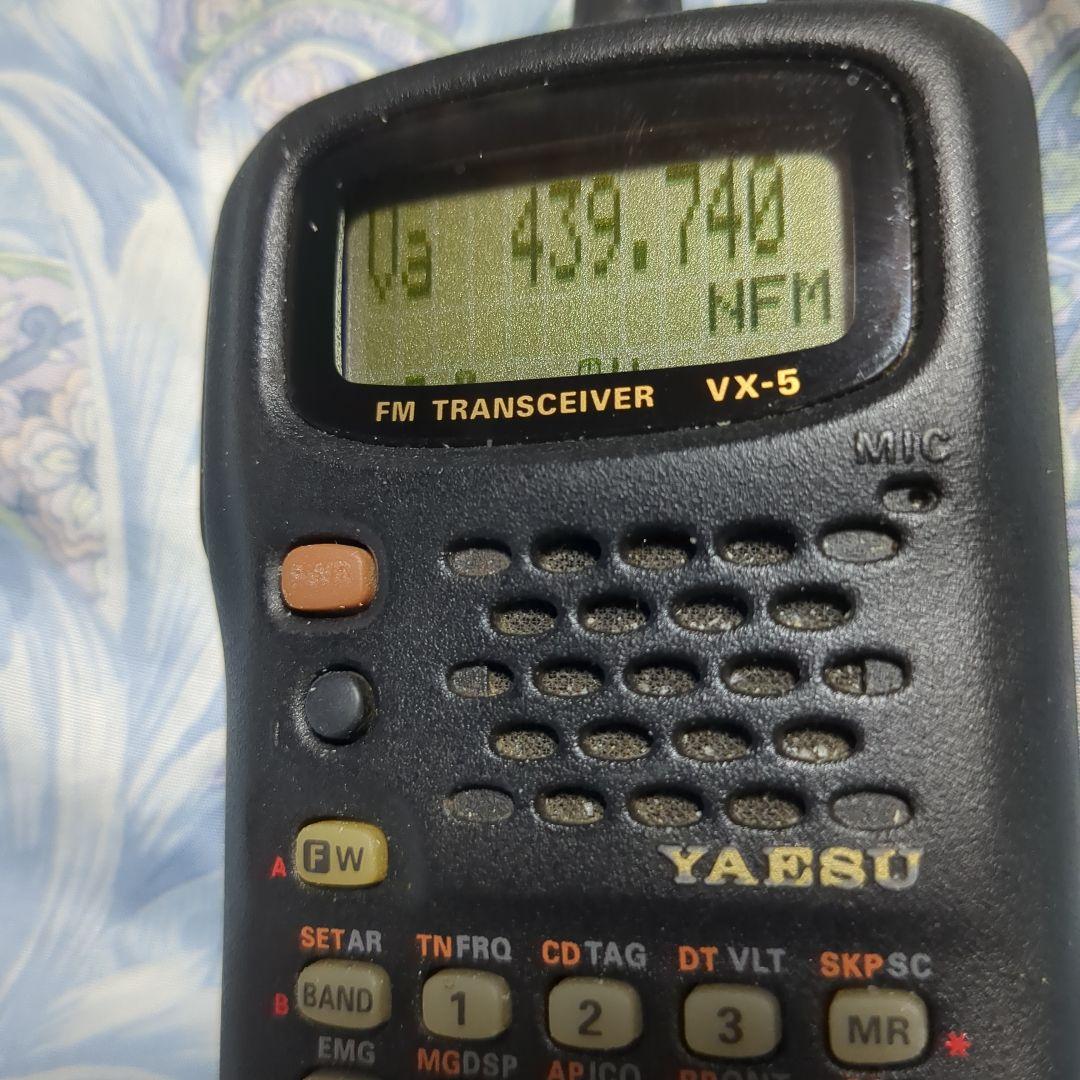 Va 439.740
NFM
FM TRANSCEIVER VX-5
MIC
PWR
YAESU
A F W
SET AR TN FRQ CD TAG DT VLT SKP SC
B BAND 1 2 3 MR *
EMG MG DSP